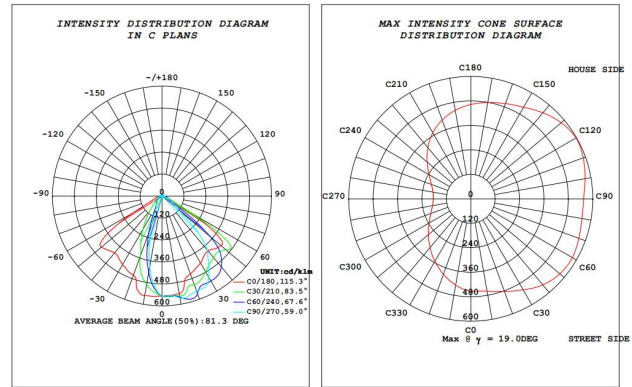 INTENSITY DISTRIBUTION DIAGRAM
IN C PLANS
-/+180
-150
150
-120
120
-90
90
-60
60
-30
30
0
0
120
240
360
480
600
UNIT:cd/klm
C0/180,115.3°
C30/210,83.5°
C60/240,67.6°
C90/270,59.0°
AVERAGE BEAM ANGLE(50%):81.3 DEG
MAX INTENSITY CONE SURFACE
DISTRIBUTION DIAGRAM
C180
HOUSE SIDE
C210
C150
C240
C120
C270
C90
C300
C60
C330
C30
C0
0
120
240
360
480
600
Max @ γ = 19.0DEG
STREET SIDE